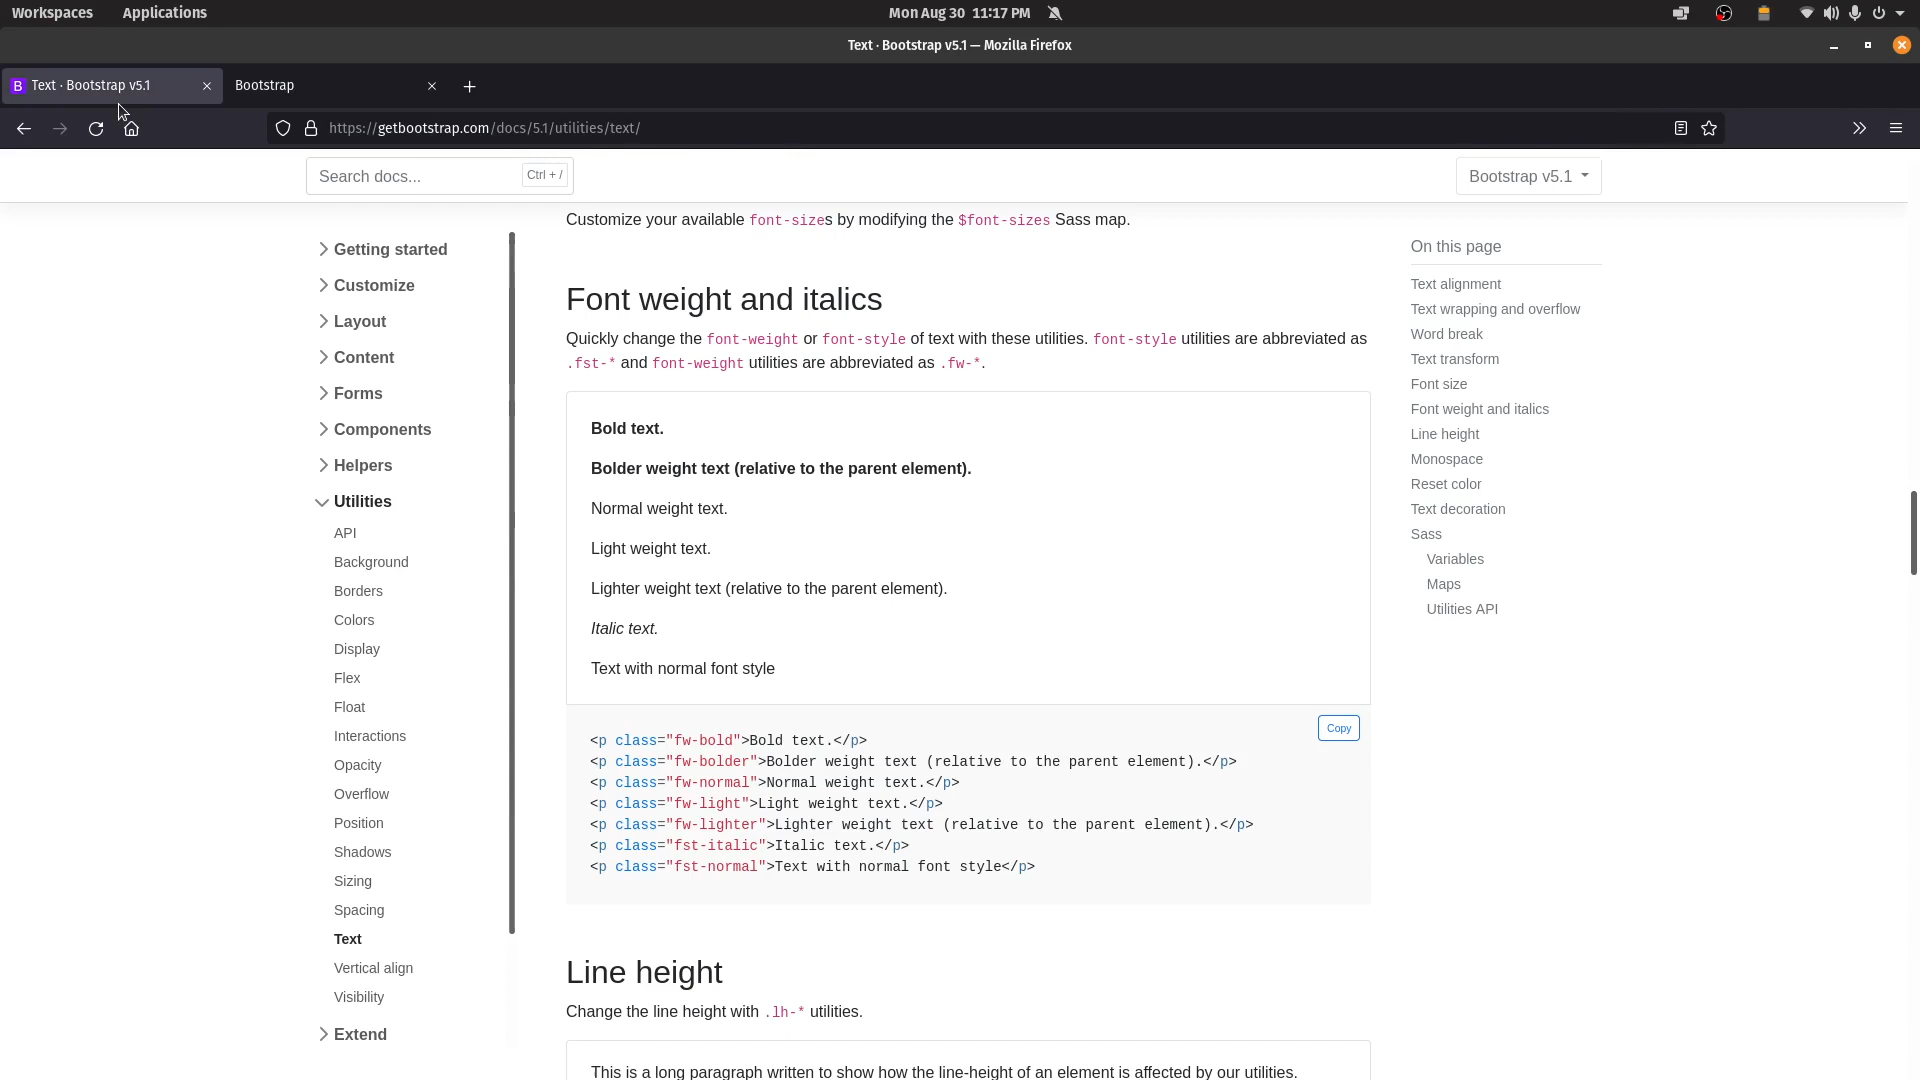 Workspaces Applications Mon Aug 30 11:17 PM
Text · Bootstrap v5.1 — Mozilla Firefox
Text · Bootstrap v5.1 Bootstrap
https://getbootstrap.com/docs/5.1/utilities/text/
Search docs... Ctrl + / Bootstrap v5.1
Getting started
Customize
Layout
Content
Forms
Components
Helpers
Utilities
API
Background
Borders
Colors
Display
Flex
Float
Interactions
Opacity
Overflow
Position
Shadows
Sizing
Spacing
Text
Vertical align
Visibility
Extend
Customize your available font-sizes by modifying the $font-sizes Sass map.
Font weight and italics
Quickly change the font-weight or font-style of text with these utilities. font-style utilities are abbreviated as
.fst-* and font-weight utilities are abbreviated as .fw-*.
Bold text.
Bolder weight text (relative to the parent element).
Normal weight text.
Light weight text.
Lighter weight text (relative to the parent element).
Italic text.
Text with normal font style
Copy
<p class="fw-bold">Bold text.</p>
<p class="fw-bolder">Bolder weight text (relative to the parent element).</p>
<p class="fw-normal">Normal weight text.</p>
<p class="fw-light">Light weight text.</p>
<p class="fw-lighter">Lighter weight text (relative to the parent element).</p>
<p class="fst-italic">Italic text.</p>
<p class="fst-normal">Text with normal font style</p>
Line height
Change the line height with .lh-* utilities.
This is a long paragraph written to show how the line-height of an element is affected by our utilities.
On this page
Text alignment
Text wrapping and overflow
Word break
Text transform
Font size
Font weight and italics
Line height
Monospace
Reset color
Text decoration
Sass
Variables
Maps
Utilities API